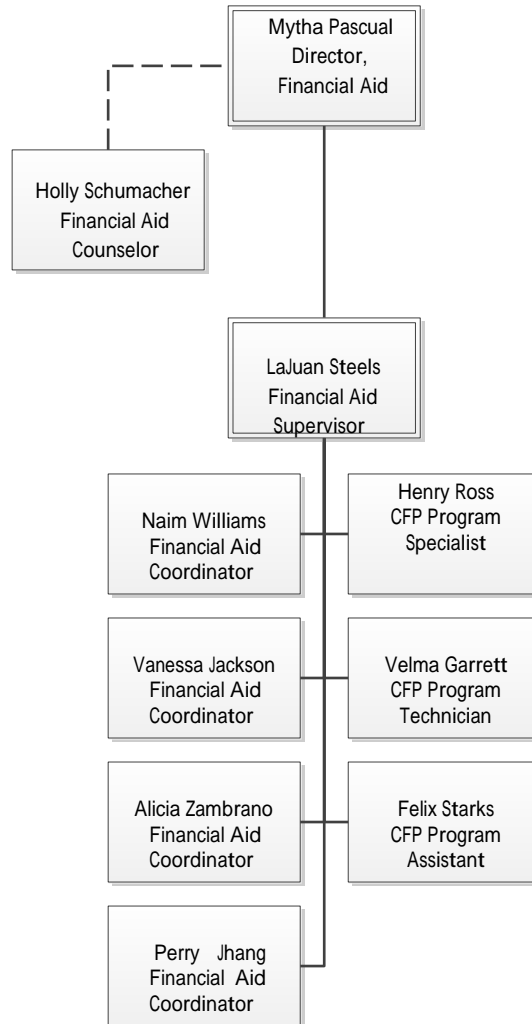 Mytha Pascual
Director,
Financial Aid
Holly Schumacher
Financial Aid
Counselor
LaJuan Steels
Financial Aid
Supervisor
Naim Williams
Financial Aid
Coordinator
Henry Ross
CFP Program
Specialist
Vanessa Jackson
Financial Aid
Coordinator
Velma Garrett
CFP Program
Technician
Alicia Zambrano
Financial Aid
Coordinator
Felix Starks
CFP Program
Assistant
Perry Jhang
Financial Aid
Coordinator